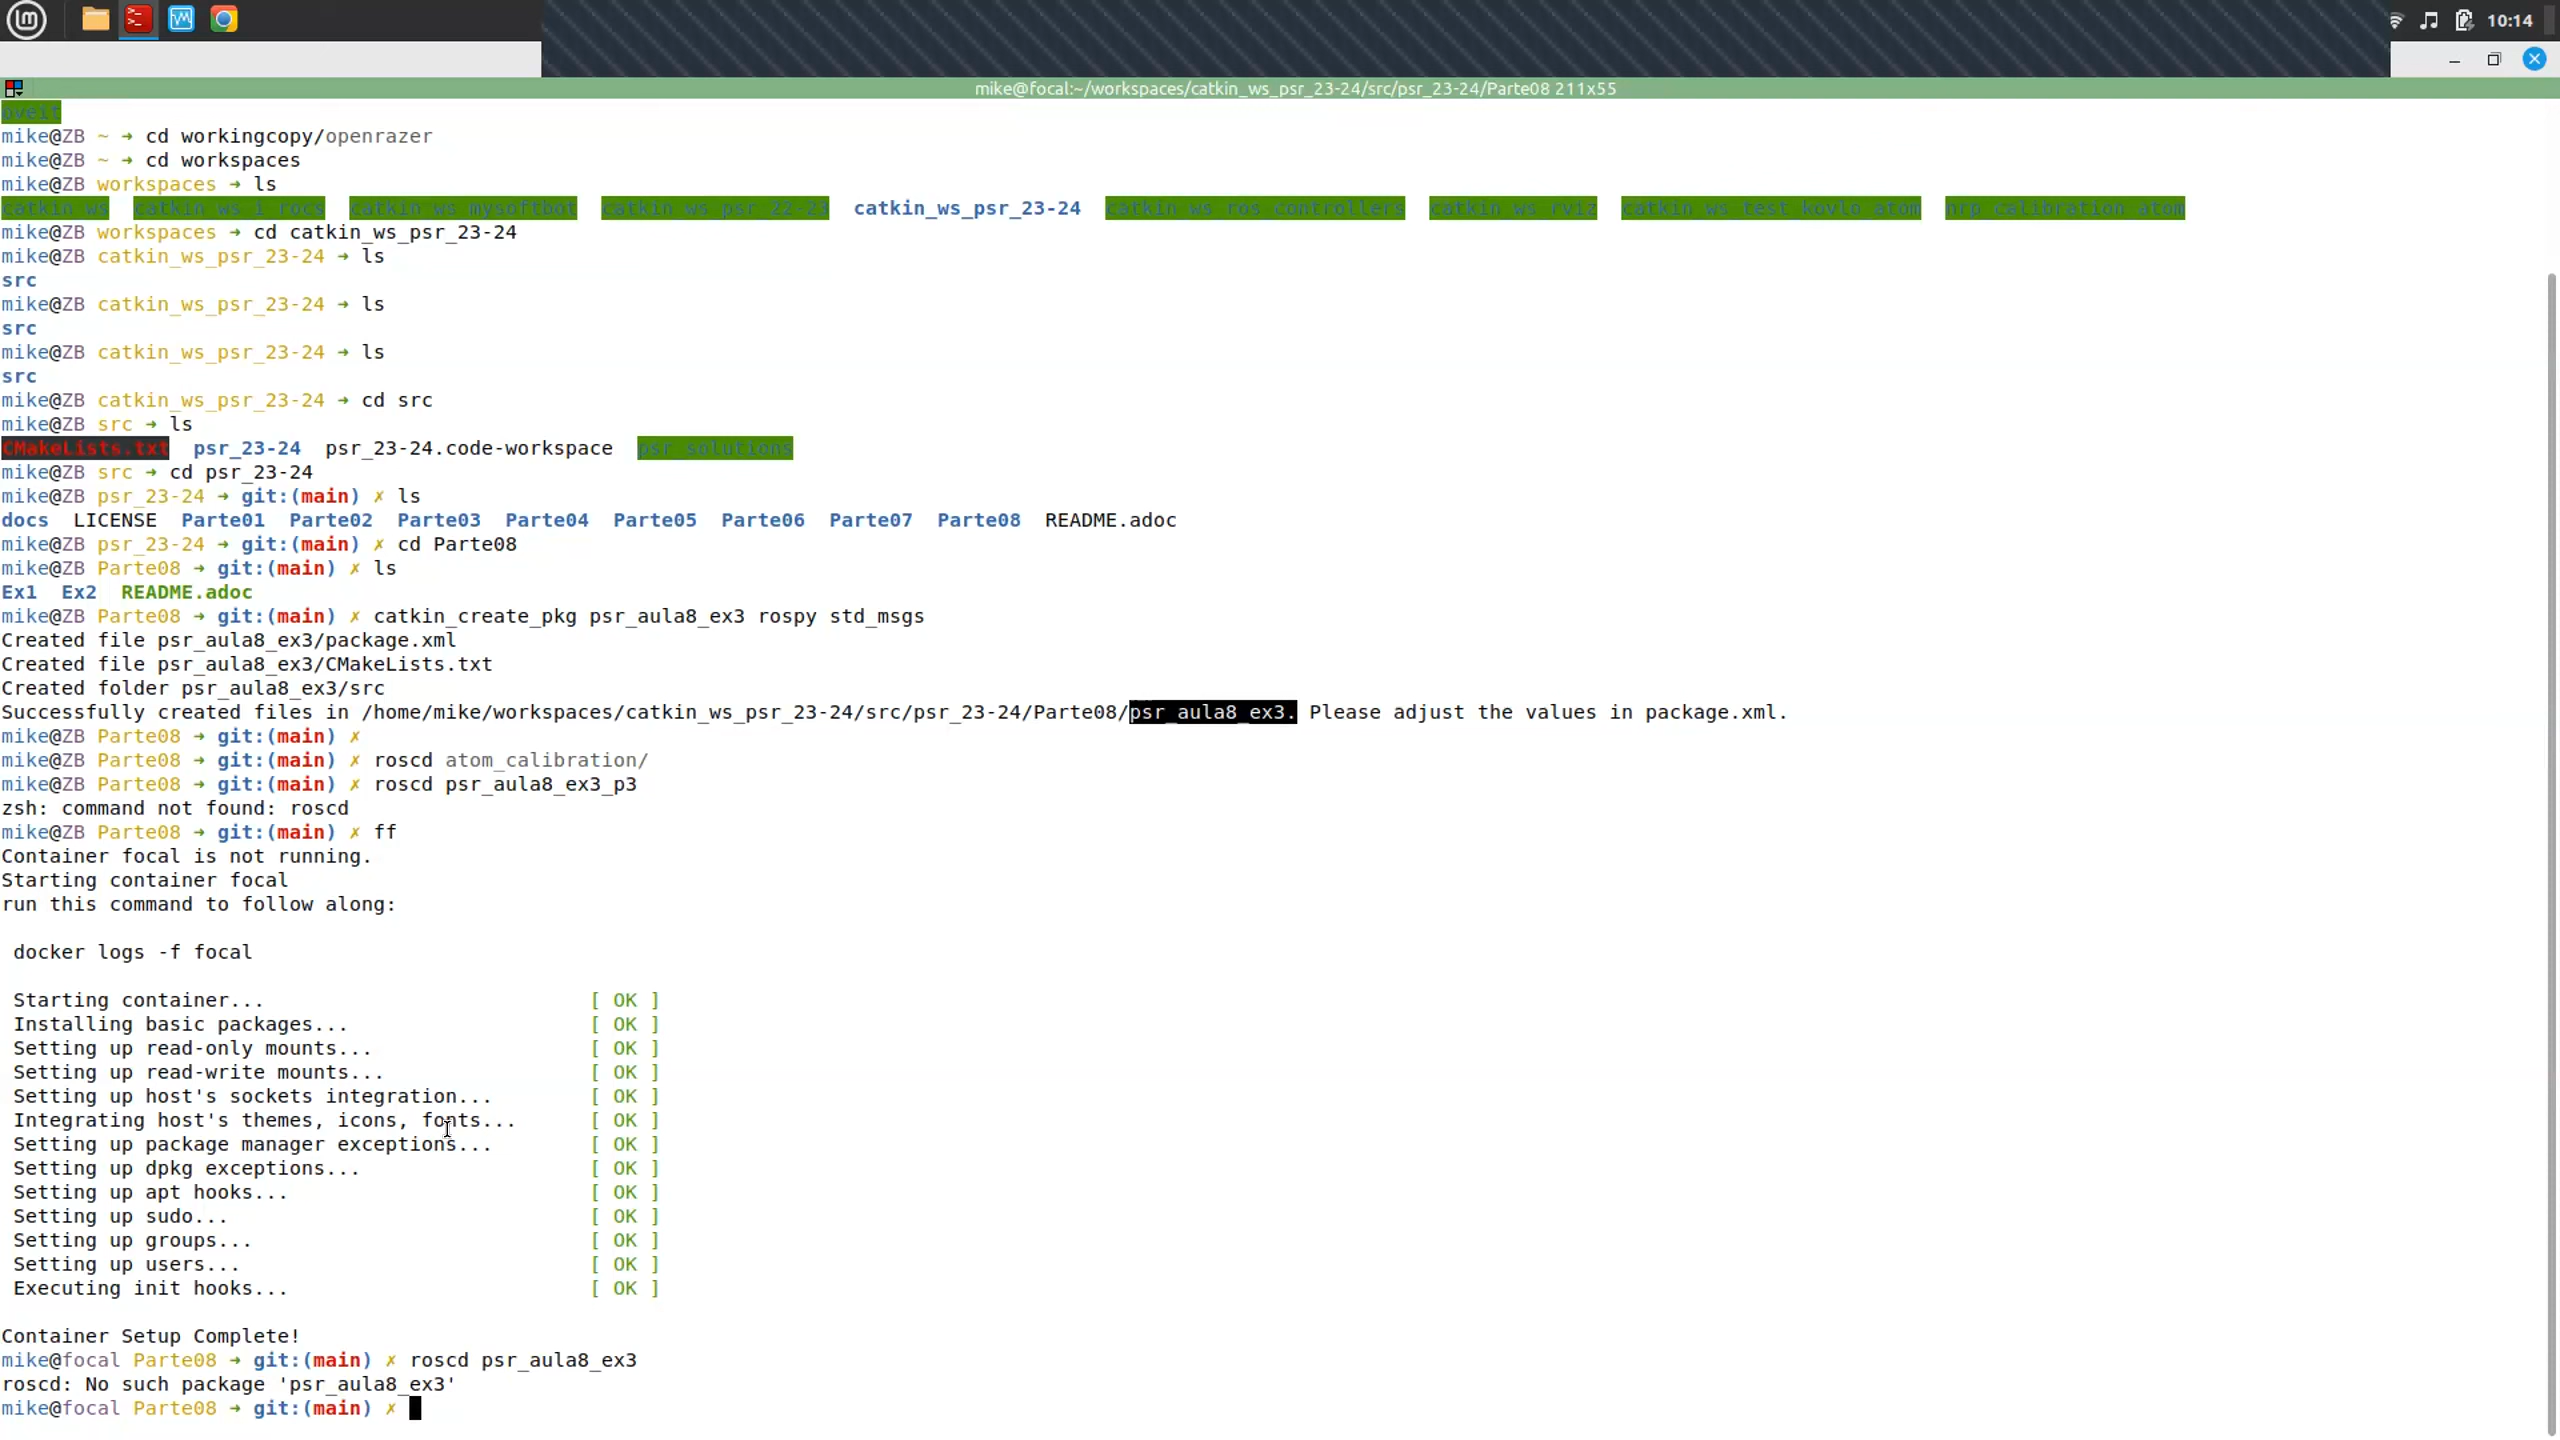 10:14
mike@focal:~/workspaces/catkin_ws_psr_23-24/src/psr_23-24/Parte08 211x55
oveit
mike@ZB ~ → cd workingcopy/openrazer
mike@ZB ~ → cd workspaces
mike@ZB workspaces → ls
catkin_ws catkin_ws_i_rocs catkin_ws_mysoftbot catkin_ws_psr_22-23 catkin_ws_psr_23-24 catkin_ws_ros_controllers catkin_ws_rviz catkin_ws_test_kovlo_atom nrp_calibration_atom
mike@ZB workspaces → cd catkin_ws_psr_23-24
mike@ZB catkin_ws_psr_23-24 → ls
src
mike@ZB catkin_ws_psr_23-24 → ls
src
mike@ZB catkin_ws_psr_23-24 → ls
src
mike@ZB catkin_ws_psr_23-24 → cd src
mike@ZB src → ls
CMakeLists.txt psr_23-24 psr_23-24.code-workspace psr_solutions
mike@ZB src → cd psr_23-24
mike@ZB psr_23-24 → git:(main) ✗ ls
docs LICENSE Parte01 Parte02 Parte03 Parte04 Parte05 Parte06 Parte07 Parte08 README.adoc
mike@ZB psr_23-24 → git:(main) ✗ cd Parte08
mike@ZB Parte08 → git:(main) ✗ ls
Ex1 Ex2 README.adoc
mike@ZB Parte08 → git:(main) ✗ catkin_create_pkg psr_aula8_ex3 rospy std_msgs
Created file psr_aula8_ex3/package.xml
Created file psr_aula8_ex3/CMakeLists.txt
Created folder psr_aula8_ex3/src
Successfully created files in /home/mike/workspaces/catkin_ws_psr_23-24/src/psr_23-24/Parte08/psr_aula8_ex3. Please adjust the values in package.xml.
mike@ZB Parte08 → git:(main) ✗
mike@ZB Parte08 → git:(main) ✗ roscd atom_calibration/
mike@ZB Parte08 → git:(main) ✗ roscd psr_aula8_ex3_p3
zsh: command not found: roscd
mike@ZB Parte08 → git:(main) ✗ ff
Container focal is not running.
Starting container focal
run this command to follow along:
docker logs -f focal
Starting container... [ OK ]
Installing basic packages... [ OK ]
Setting up read-only mounts... [ OK ]
Setting up read-write mounts... [ OK ]
Setting up host's sockets integration... [ OK ]
Integrating host's themes, icons, fonts... [ OK ]
Setting up package manager exceptions... [ OK ]
Setting up dpkg exceptions... [ OK ]
Setting up apt hooks... [ OK ]
Setting up sudo... [ OK ]
Setting up groups... [ OK ]
Setting up users... [ OK ]
Executing init hooks... [ OK ]
Container Setup Complete!
mike@focal Parte08 → git:(main) ✗ roscd psr_aula8_ex3
roscd: No such package 'psr_aula8_ex3'
mike@focal Parte08 → git:(main) ✗